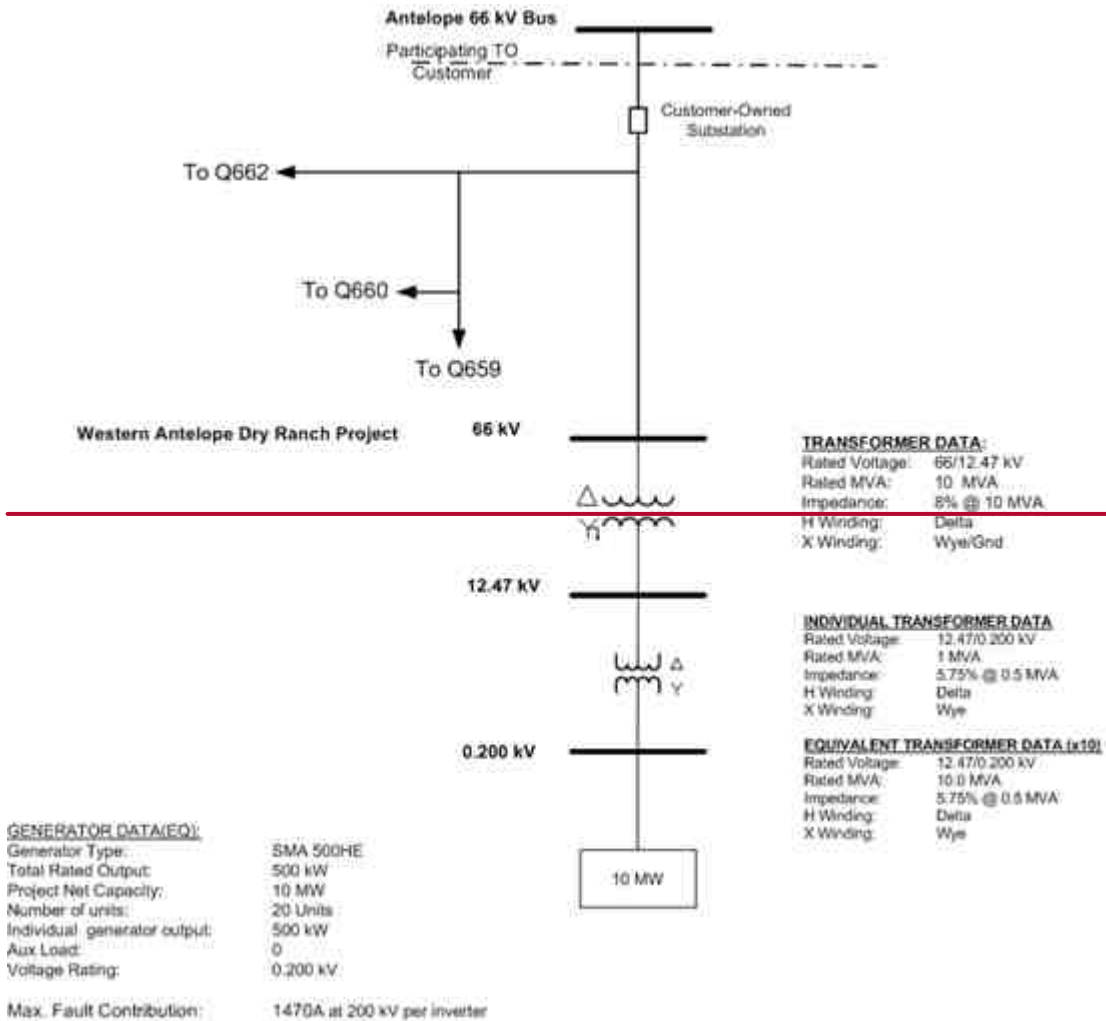 Antelope 66 kV Bus
Participating TO
Customer
Customer-Owned
Substation
To Q662
To Q660
To Q659
Western Antelope Dry Ranch Project
66 kV
TRANSFORMER DATA:
Rated Voltage: 66/12.47 kV
Rated MVA: 10 MVA
Impedance: 8% @ 10 MVA
H Winding: Delta
X Winding: Wye/Gnd
12.47 kV
INDIVIDUAL TRANSFORMER DATA
Rated Voltage: 12.47/0.200 kV
Rated MVA: 1 MVA
Impedance: 5.75% @ 0.5 MVA
H Winding: Delta
X Winding: Wye
0.200 kV
EQUIVALENT TRANSFORMER DATA (x10)
Rated Voltage: 12.47/0.200 kV
Rated MVA: 10.0 MVA
Impedance: 5.75% @ 0.5 MVA
H Winding: Delta
X Winding: Wye
10 MW
GENERATOR DATA(EQ):
Generator Type: SMA 500HE
Total Rated Output: 500 kW
Project Net Capacity: 10 MW
Number of units: 20 Units
Individual generator output: 500 kW
Aux Load: 0
Voltage Rating: 0.200 kV
Max. Fault Contribution: 1470A at 200 kV per inverter